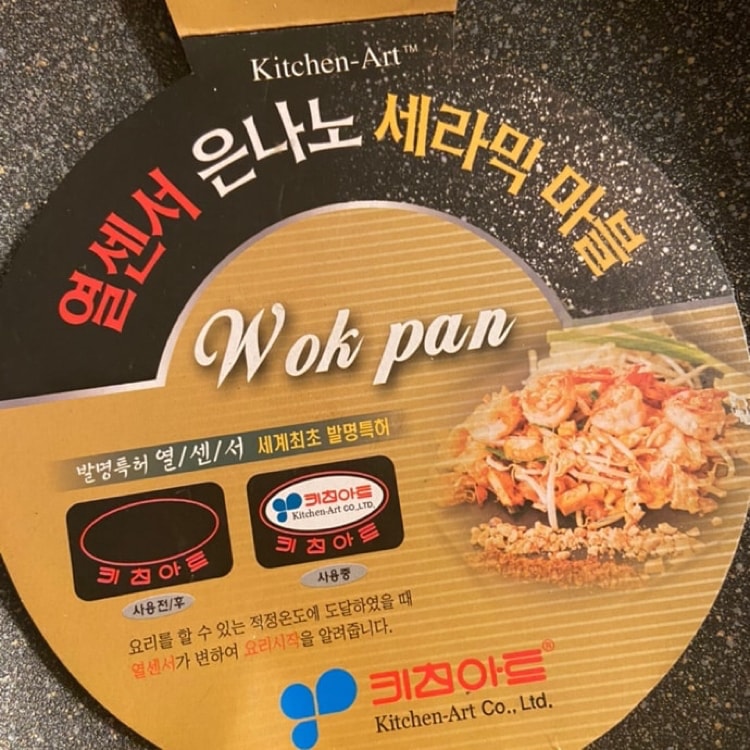 Kitchen-Art™
열센서 은나노 세라믹 마블
Wok pan
발명특허 열/센/서 세계최초 발명특허
키친아트
키친아트
Kitchen-Art CO.,LTD.
키친아트
사용전/후
사용중
요리를 할 수 있는 적정온도에 도달하였을 때
열센서가 변하여 요리시작을 알려줍니다.
키친아트®
Kitchen-Art Co., Ltd.